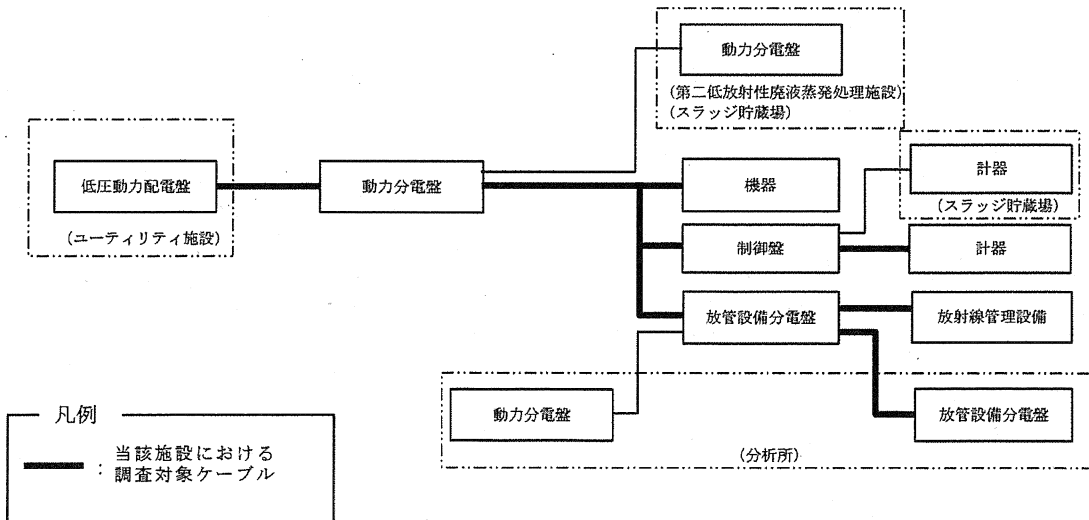 動力分電盤
(第二低放射性廃液蒸発処理施設)
(スラッジ貯蔵場)
低圧動力配電盤
動力分電盤
機器
計器
(ユーティリティ施設)
(スラッジ貯蔵場)
制御盤
計器
放管設備分電盤
放射線管理設備
動力分電盤
放管設備分電盤
(分析所)
凡例
: 当該施設における
調査対象ケーブル